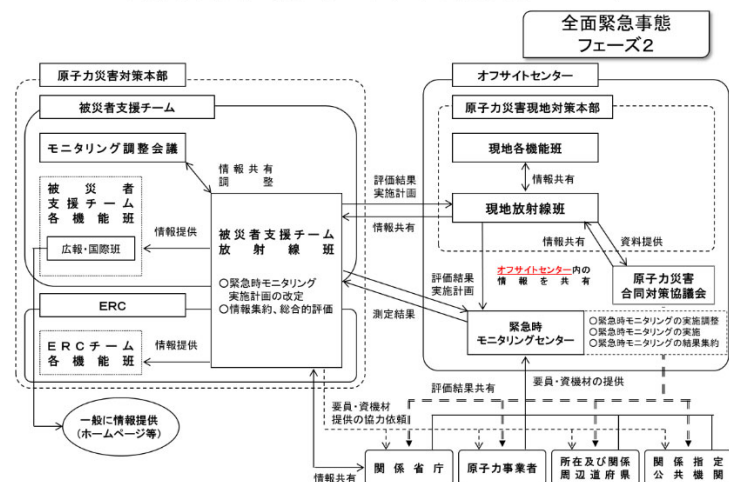 全面緊急事態
フェーズ2
原子力災害対策本部
被災者支援チーム
モニタリング調整会議
情報共有
調整
被災者
支援チーム
各機能班
広報・国際班
情報提供
被災者支援チーム
放射線班
○緊急時モニタリング
実施計画の改定
○情報集約、総合的評価
ERC
ERCチーム
各機能班
情報提供
一般に情報提供
(ホームページ等)
評価結果
実施計画
情報共有
評価結果
実施計画
測定結果
オフサイトセンター
原子力災害現地対策本部
現地各機能班
情報共有
現地放射線班
情報共有
資料提供
オフサイトセンター内の
情報を共有
原子力災害
合同対策協議会
緊急時
モニタリングセンター
○緊急時モニタリングの実施調整
○緊急時モニタリングの実施
○緊急時モニタリングの結果集約
評価結果共有
要員・資機材の提供
要員・資機材
提供の協力依頼
情報共有
関係省庁
原子力事業者
所在及び関係
周辺道府県
関係指定
公共機関